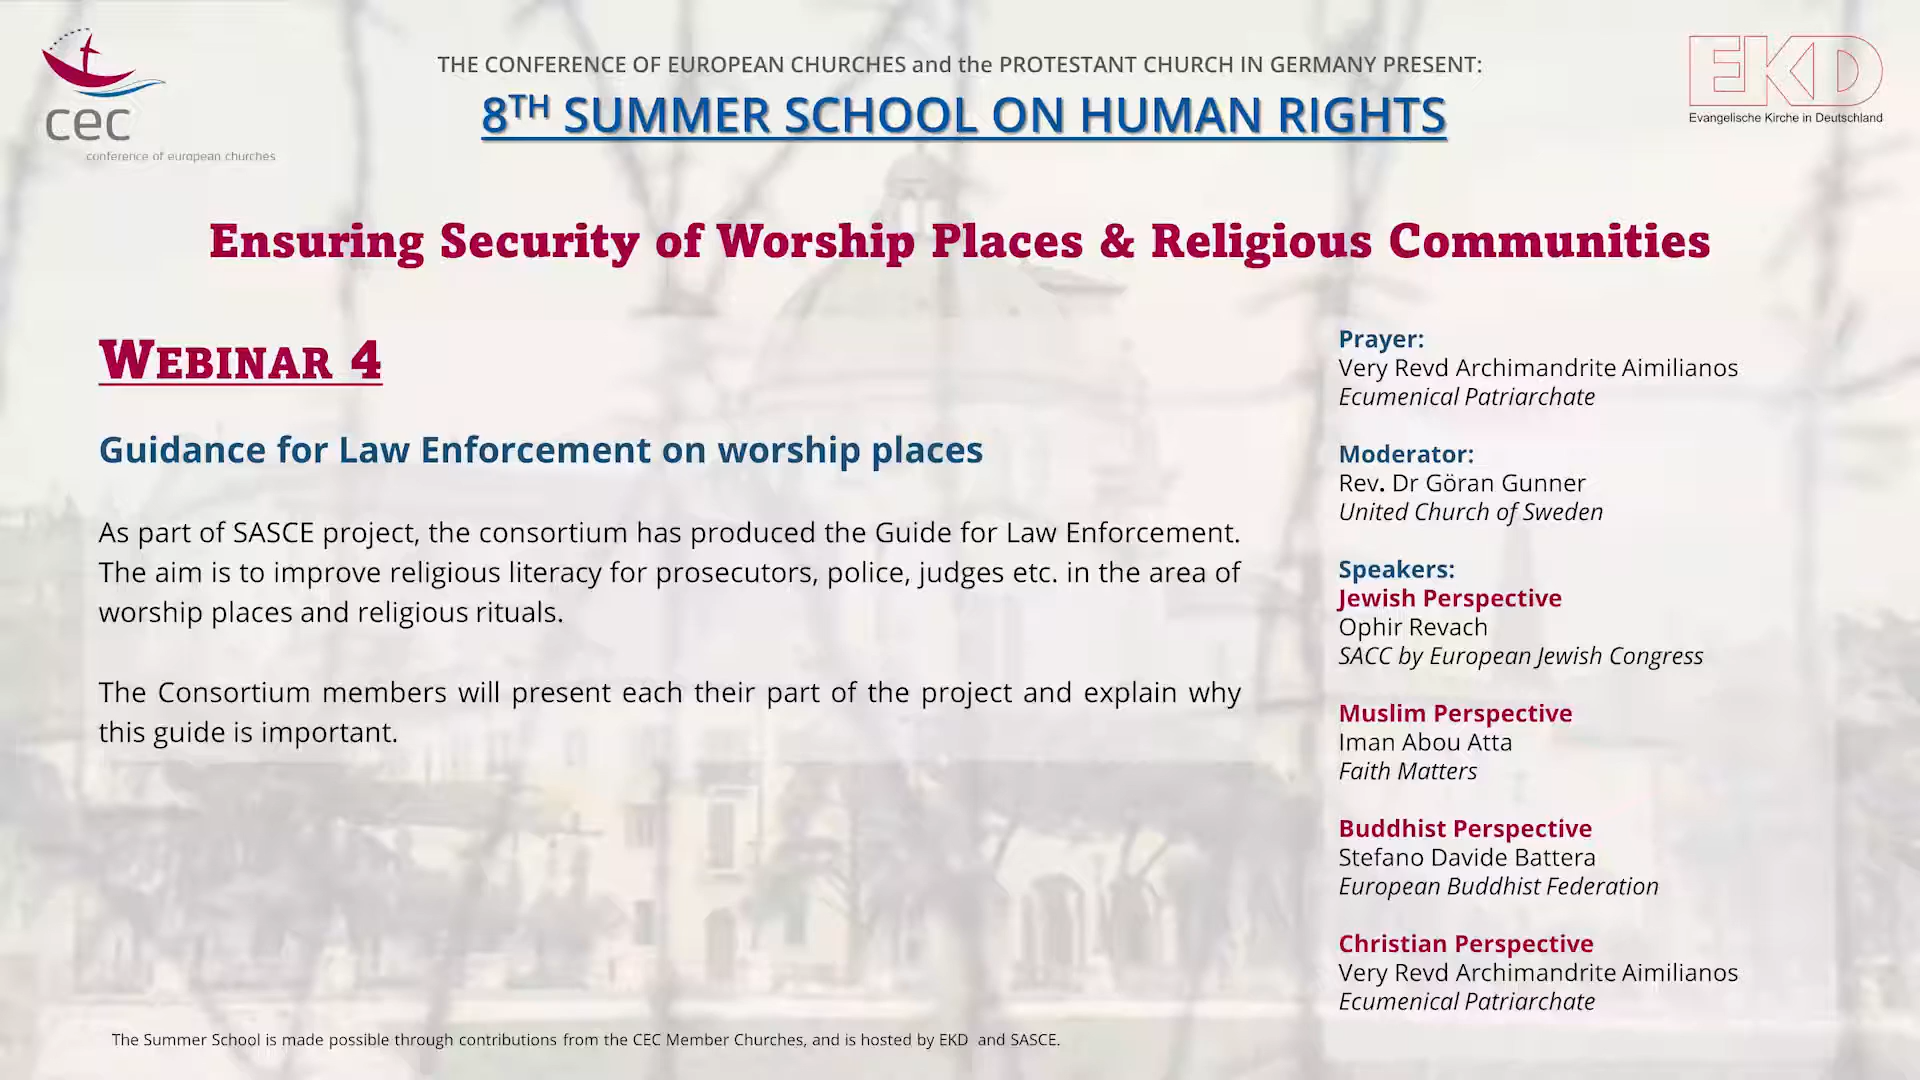 cec
conference of european churches
THE CONFERENCE OF EUROPEAN CHURCHES and the PROTESTANT CHURCH IN GERMANY PRESENT:
8TH SUMMER SCHOOL ON HUMAN RIGHTS
EKD
Evangelische Kirche in Deutschland
Ensuring Security of Worship Places & Religious Communities
WEBINAR 4
Guidance for Law Enforcement on worship places
As part of SASCE project, the consortium has produced the Guide for Law Enforcement.
The aim is to improve religious literacy for prosecutors, police, judges etc. in the area of
worship places and religious rituals.
The Consortium members will present each their part of the project and explain why
this guide is important.
Prayer:
Very Revd Archimandrite Aimilianos
Ecumenical Patriarchate
Moderator:
Rev. Dr Göran Gunner
United Church of Sweden
Speakers:
Jewish Perspective
Ophir Revach
SACC by European Jewish Congress
Muslim Perspective
Iman Abou Atta
Faith Matters
Buddhist Perspective
Stefano Davide Battera
European Buddhist Federation
Christian Perspective
Very Revd Archimandrite Aimilianos
Ecumenical Patriarchate
The Summer School is made possible through contributions from the CEC Member Churches, and is hosted by EKD and SASCE.